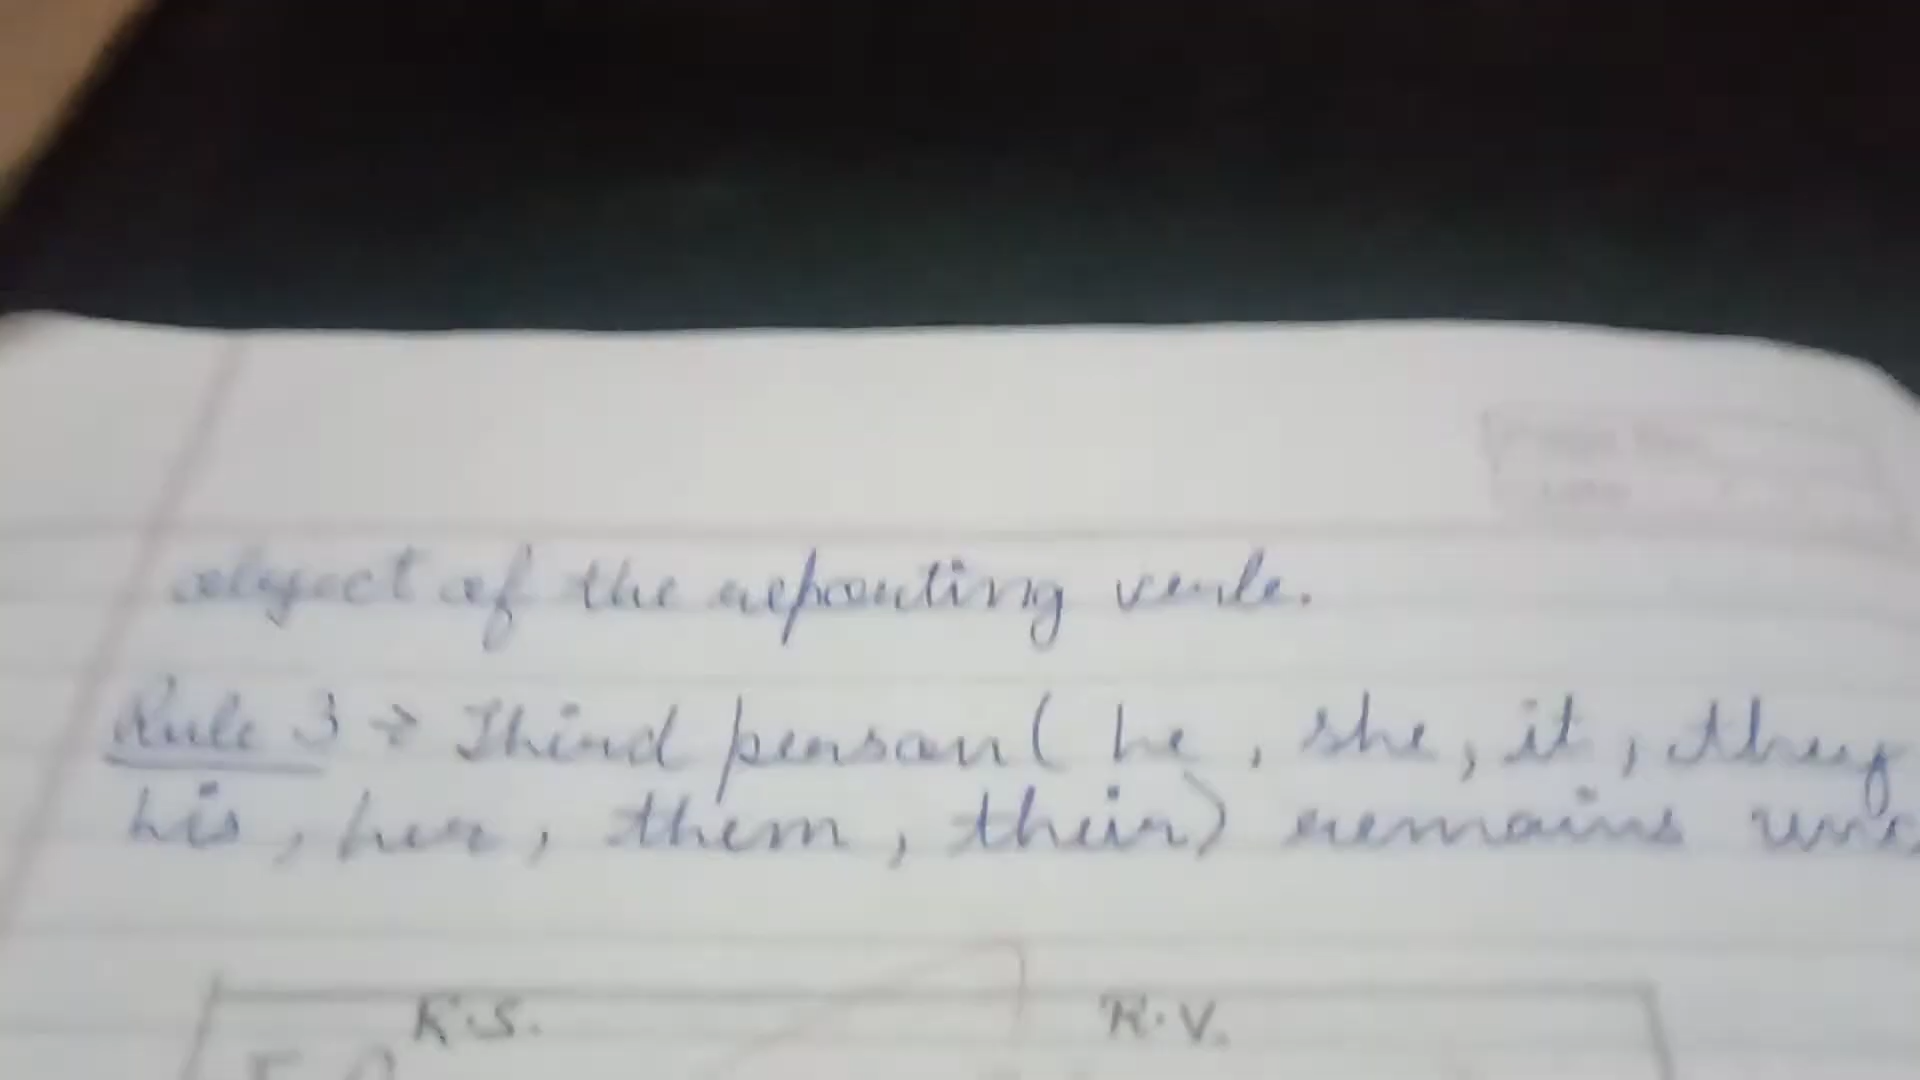 object of the reporting verb.
Rule 3 → Third person ( he, she, it, they
his, her, them, their) remains
R.S. R.V.